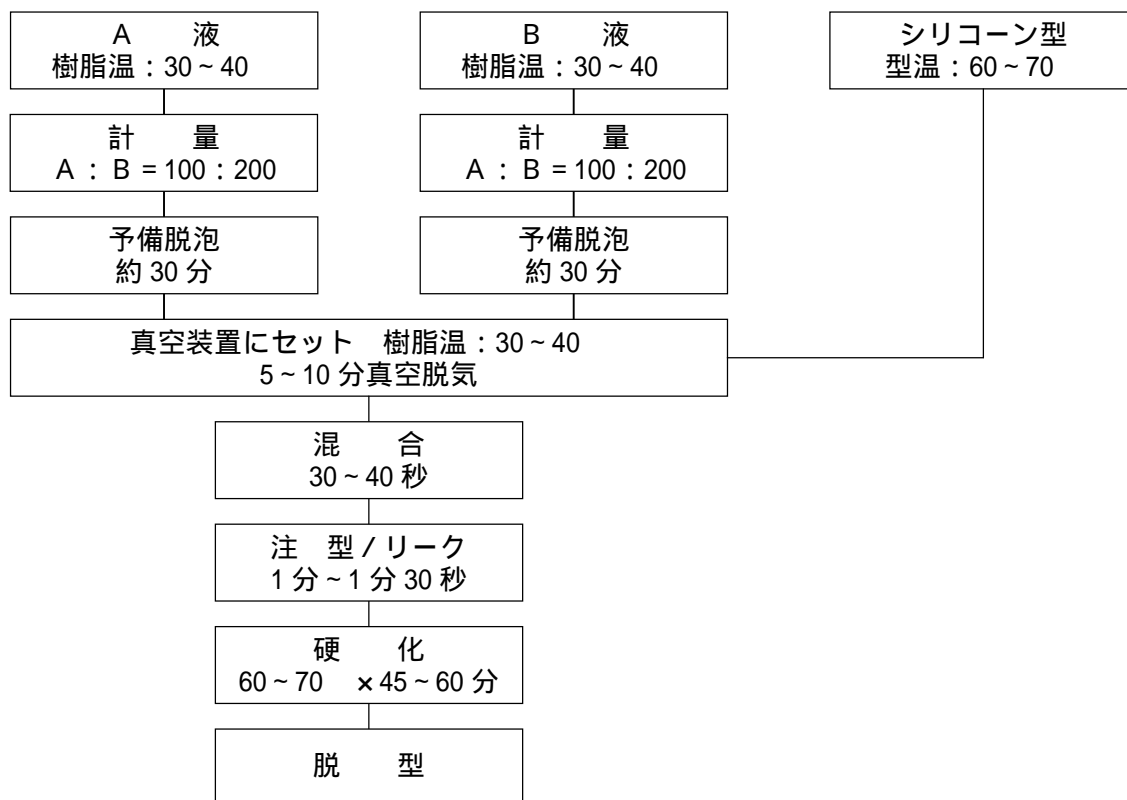 A 液
樹脂温：30 ~ 40
B 液
樹脂温：30 ~ 40
シリコーン型
型温：60 ~ 70
計 量
A : B = 100 : 200
計 量
A : B = 100 : 200
予備脱泡
約 30 分
予備脱泡
約 30 分
真空装置にセット 樹脂温：30 ~ 40
5 ~ 10 分真空脱気
混 合
30 ~ 40 秒
注 型 / リーク
1 分 ~ 1 分 30 秒
硬 化
60 ~ 70 × 45 ~ 60 分
脱 型